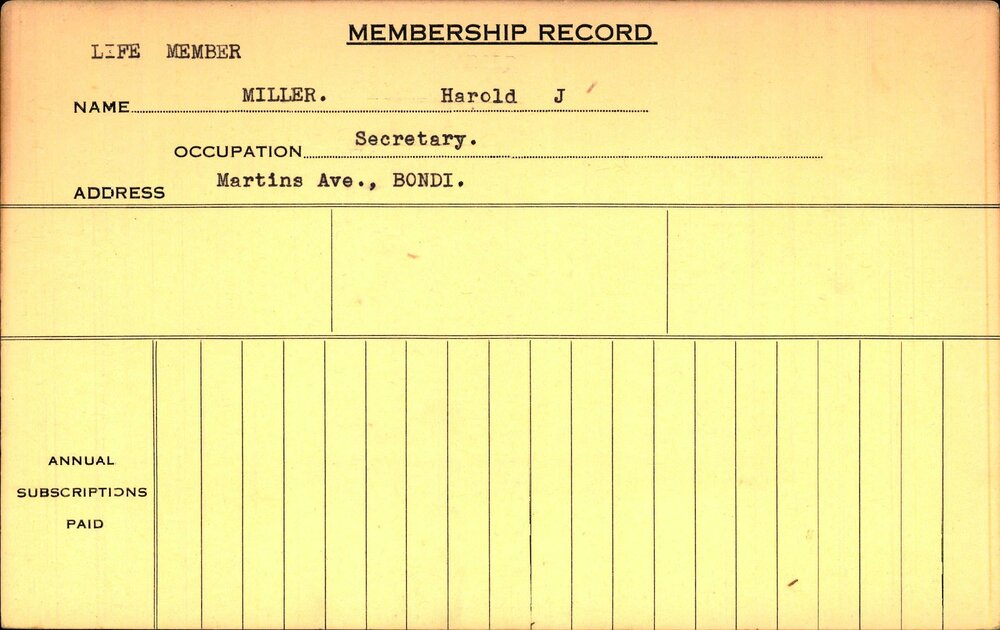 MEMBERSHIP RECORD
LIFE MEMBER
NAME MILLER. Harold J
OCCUPATION Secretary.
ADDRESS Martins Ave., BONDI.
ANNUAL
SUBSCRIPTIONS
PAID